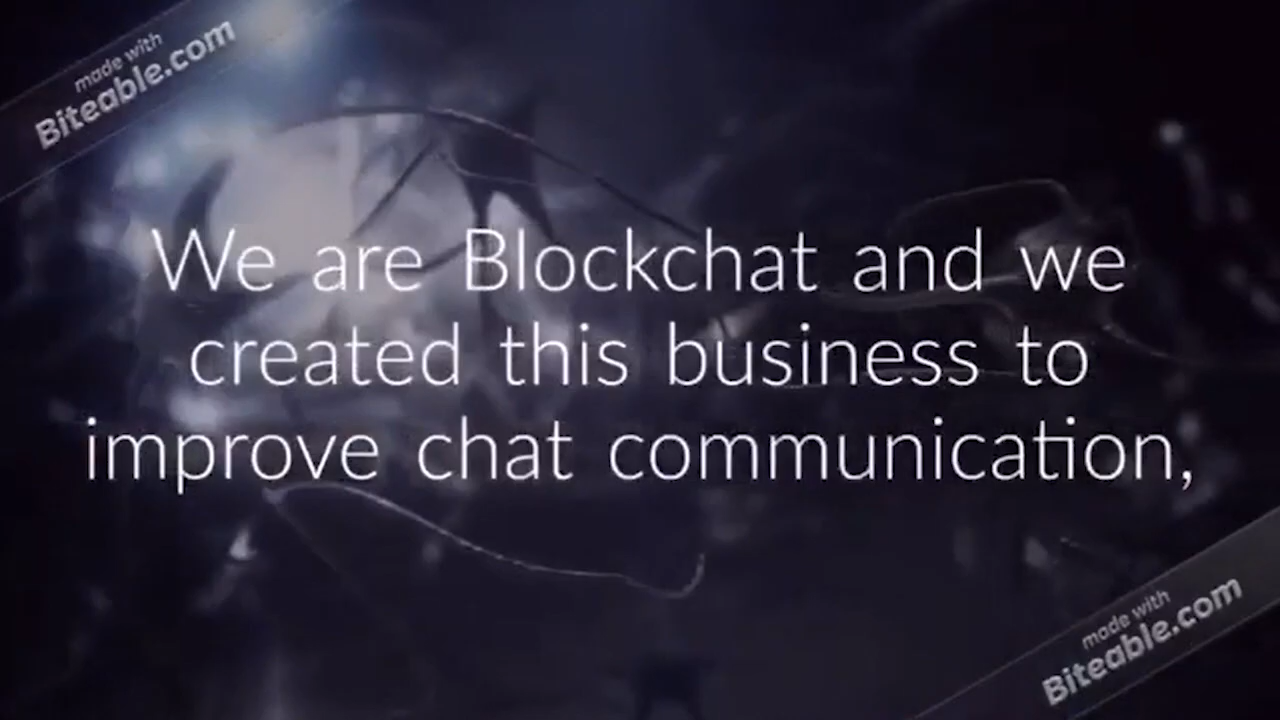 made with
Biteable.com
We are Blockchat and we
created this business to
improve chat communication,
made with
Biteable.com